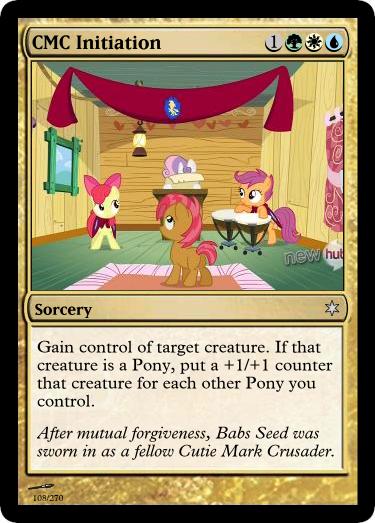 CMC Initiation 1
new hub
Sorcery
Gain control of target creature. If that
creature is a Pony, put a +1/+1 counter
that creature for each other Pony you
control.
After mutual forgiveness, Babs Seed was
sworn in as a fellow Cutie Mark Crusader.
108/270